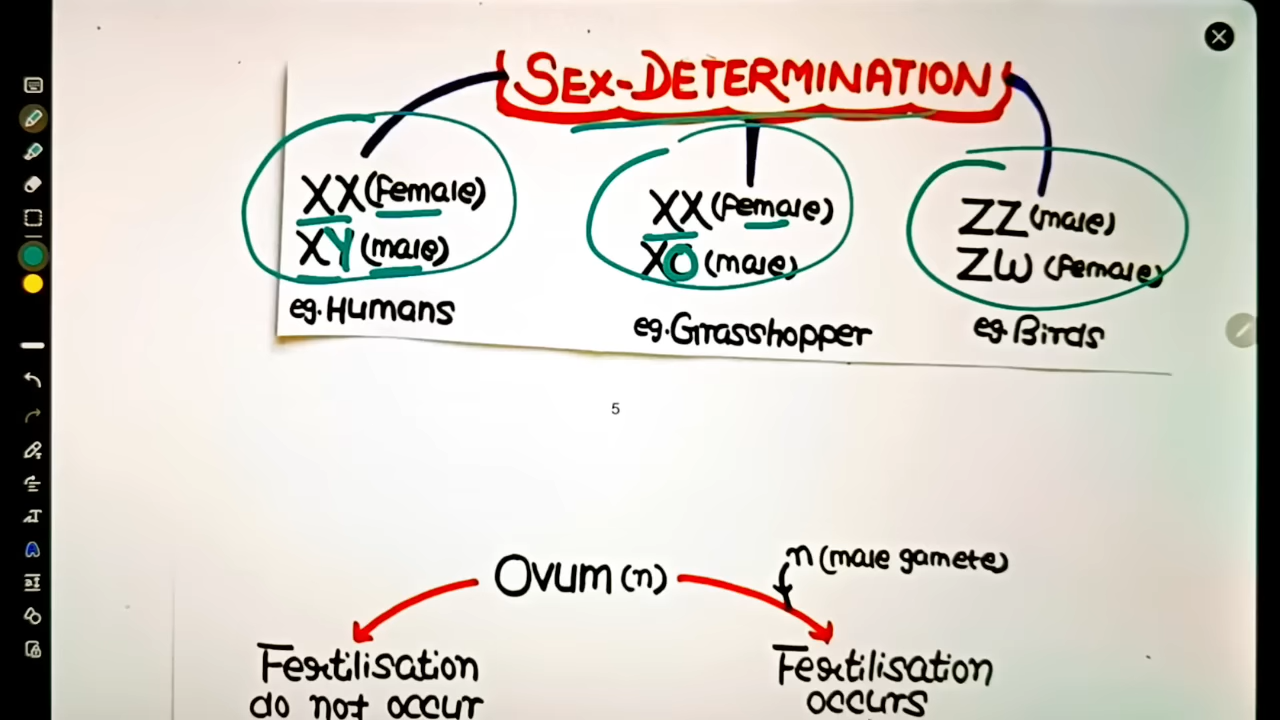 SEX-DETERMINATION
XX (female)
XY (male)
eg. Humans
XX (female)
XO (male)
eg. Grasshopper
ZZ (male)
ZW (female)
eg. Birds
5
Ovum (n)
n (male gamete)
Fertilisation
do not occur
Fertilisation
occurs